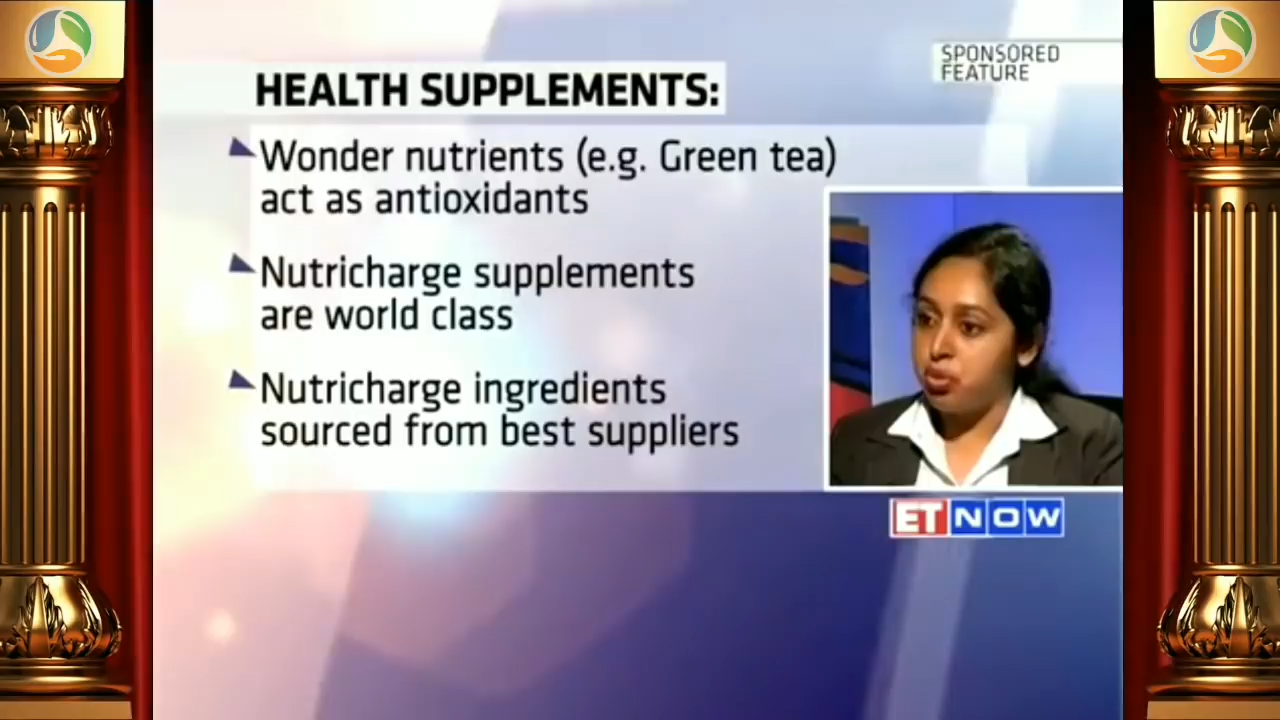 SPONSORED
FEATURE
HEALTH SUPPLEMENTS:
Wonder nutrients (e.g. Green tea)
act as antioxidants
Nutricharge supplements
are world class
Nutricharge ingredients
sourced from best suppliers
ET NOW